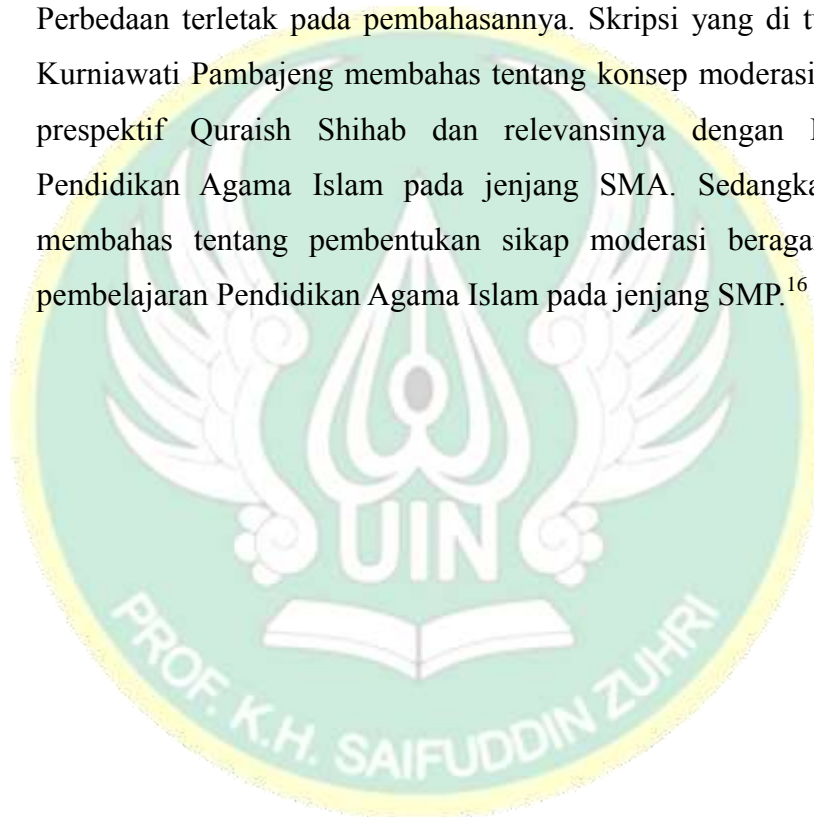 Perbedaan terletak pada pembahasannya. Skripsi yang di
Kurniawati Pambajeng membahas tentang konsep moderasi
prespektif Quraish Shihab dan relevansinya dengan
Pendidikan Agama Islam pada jenjang SMA.
membahas tentang pembentukan sikap moderasi
pembelajaran Pendidikan Agama Islam pada jenjang SMP.16
UIN
PROF. K.H. SAIFUDDIN ZUHRI